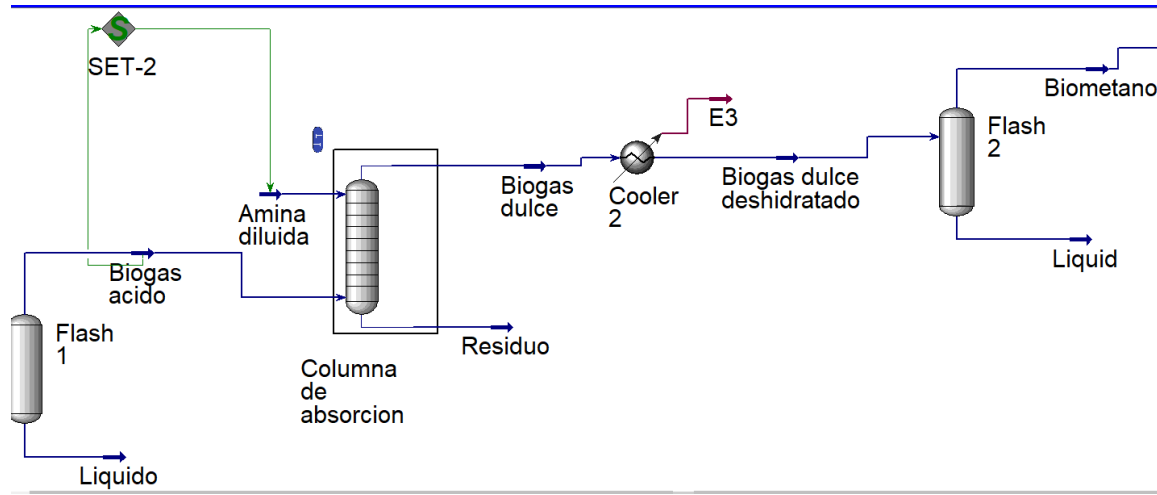 S
SET-2
Amina
diluida
Biogas
acido
Flash
1
Liquido
Columna
de
absorcion
Residuo
Biogas
dulce
Cooler
2
E3
Biogas dulce
deshidratado
Flash
2
Biometano
Liquid